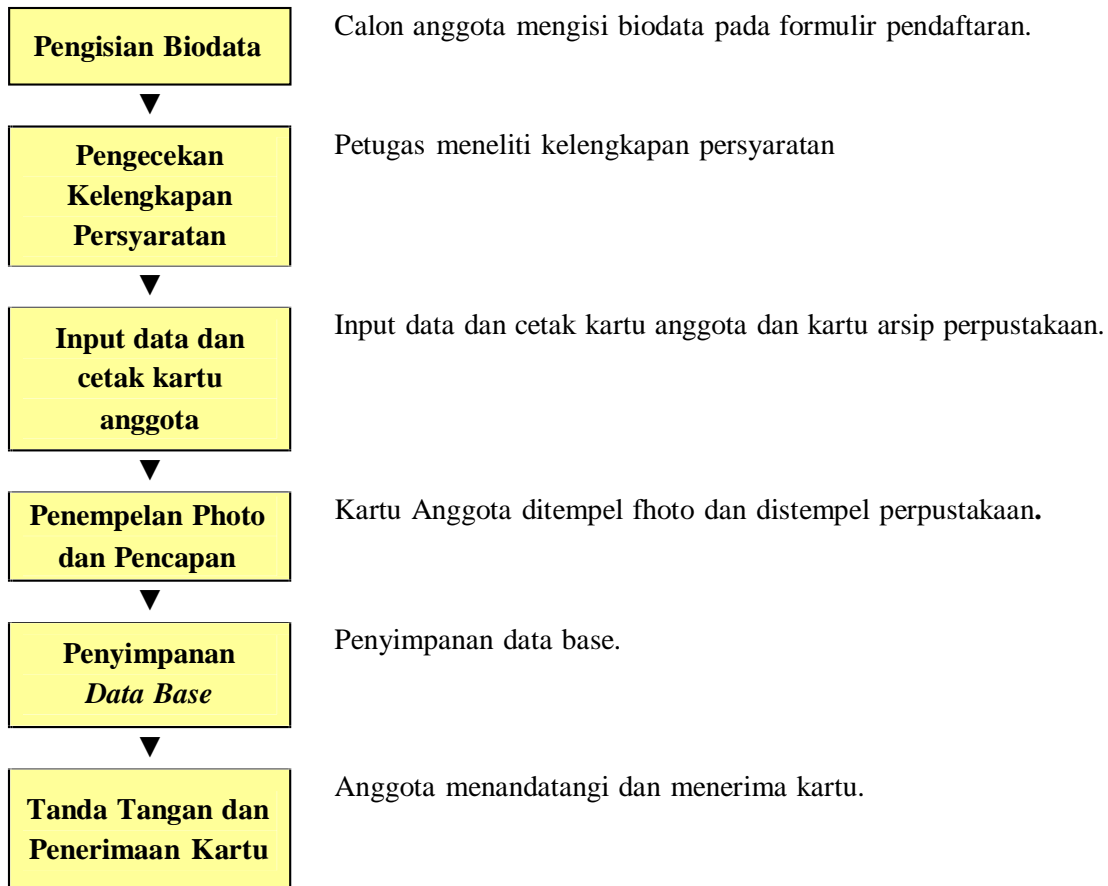 Pengisian Biodata
Calon anggota mengisi biodata pada formulir pendaftaran.
▼
Pengecekan
Kelengkapan
Persyaratan
Petugas meneliti kelengkapan persyaratan
▼
Input data dan
cetak kartu
anggota
Input data dan cetak kartu anggota dan kartu arsip perpustakaan.
▼
Penempelan Photo
dan Pencapan
Kartu Anggota ditempel fhoto dan distempel perpustakaan.
▼
Penyimpanan
Data Base
Penyimpanan data base.
▼
Tanda Tangan dan
Penerimaan Kartu
Anggota menandatangi dan menerima kartu.